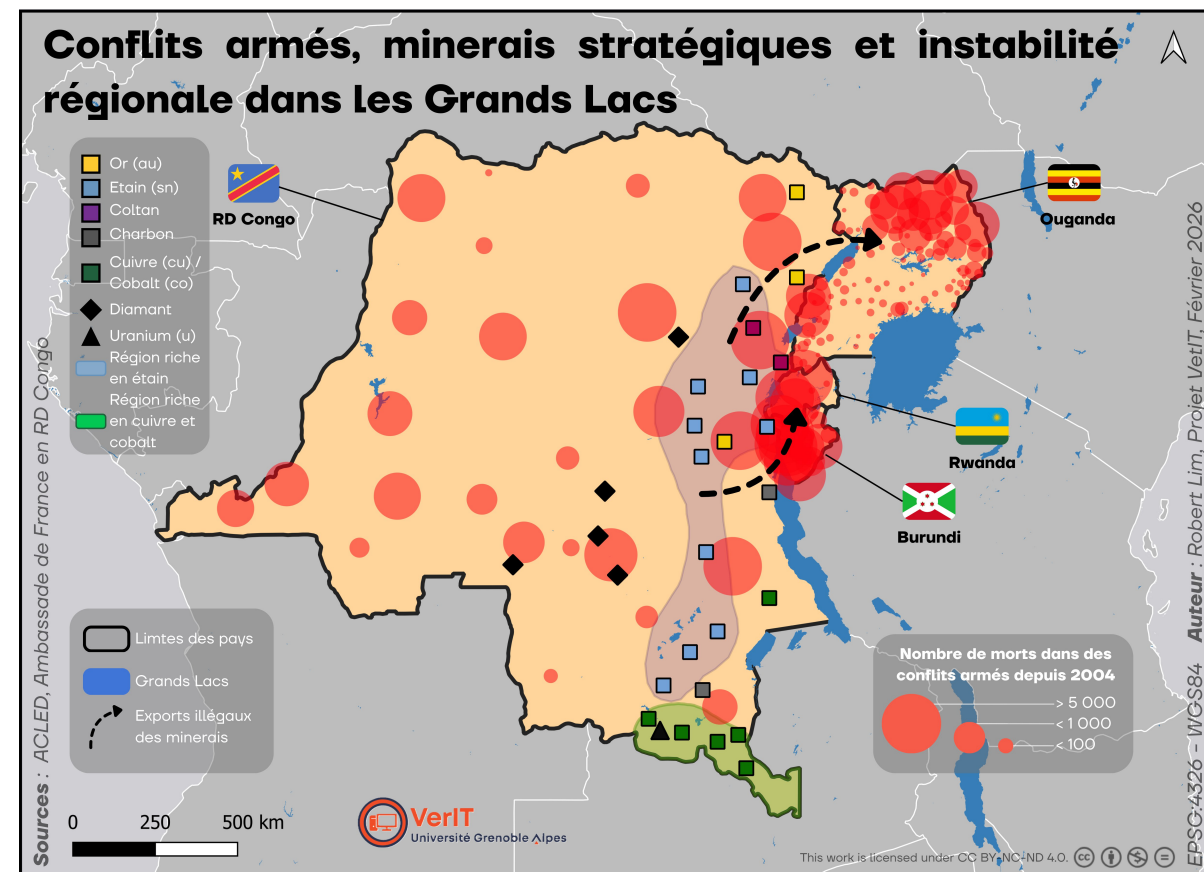 Conflits armés, minerais stratégiques et instabilité
régionale dans les Grands Lacs
Or (au)
Etain (sn)
Coltan
Charbon
Cuivre (cu) /
Cobalt (co)
Diamant
Uranium (u)
Région riche
en étain
Région riche
en cuivre et
cobalt
RD Congo
Ouganda
Rwanda
Burundi
Limtes des pays
Grands Lacs
Exports illégaux
des minerais
Nombre de morts dans des
conflits armés depuis 2004
> 5 000
< 1 000
< 100
0 250 500 km
VerIT
Université Grenoble Alpes
This work is licensed under CC BY-NC-ND 4.0.
cc
Sources : ACLED, Ambassade de France en RD Congo
EPSG:4326 - WGS84 Auteur : Robert Lim, Projet VetIT, Février 2026